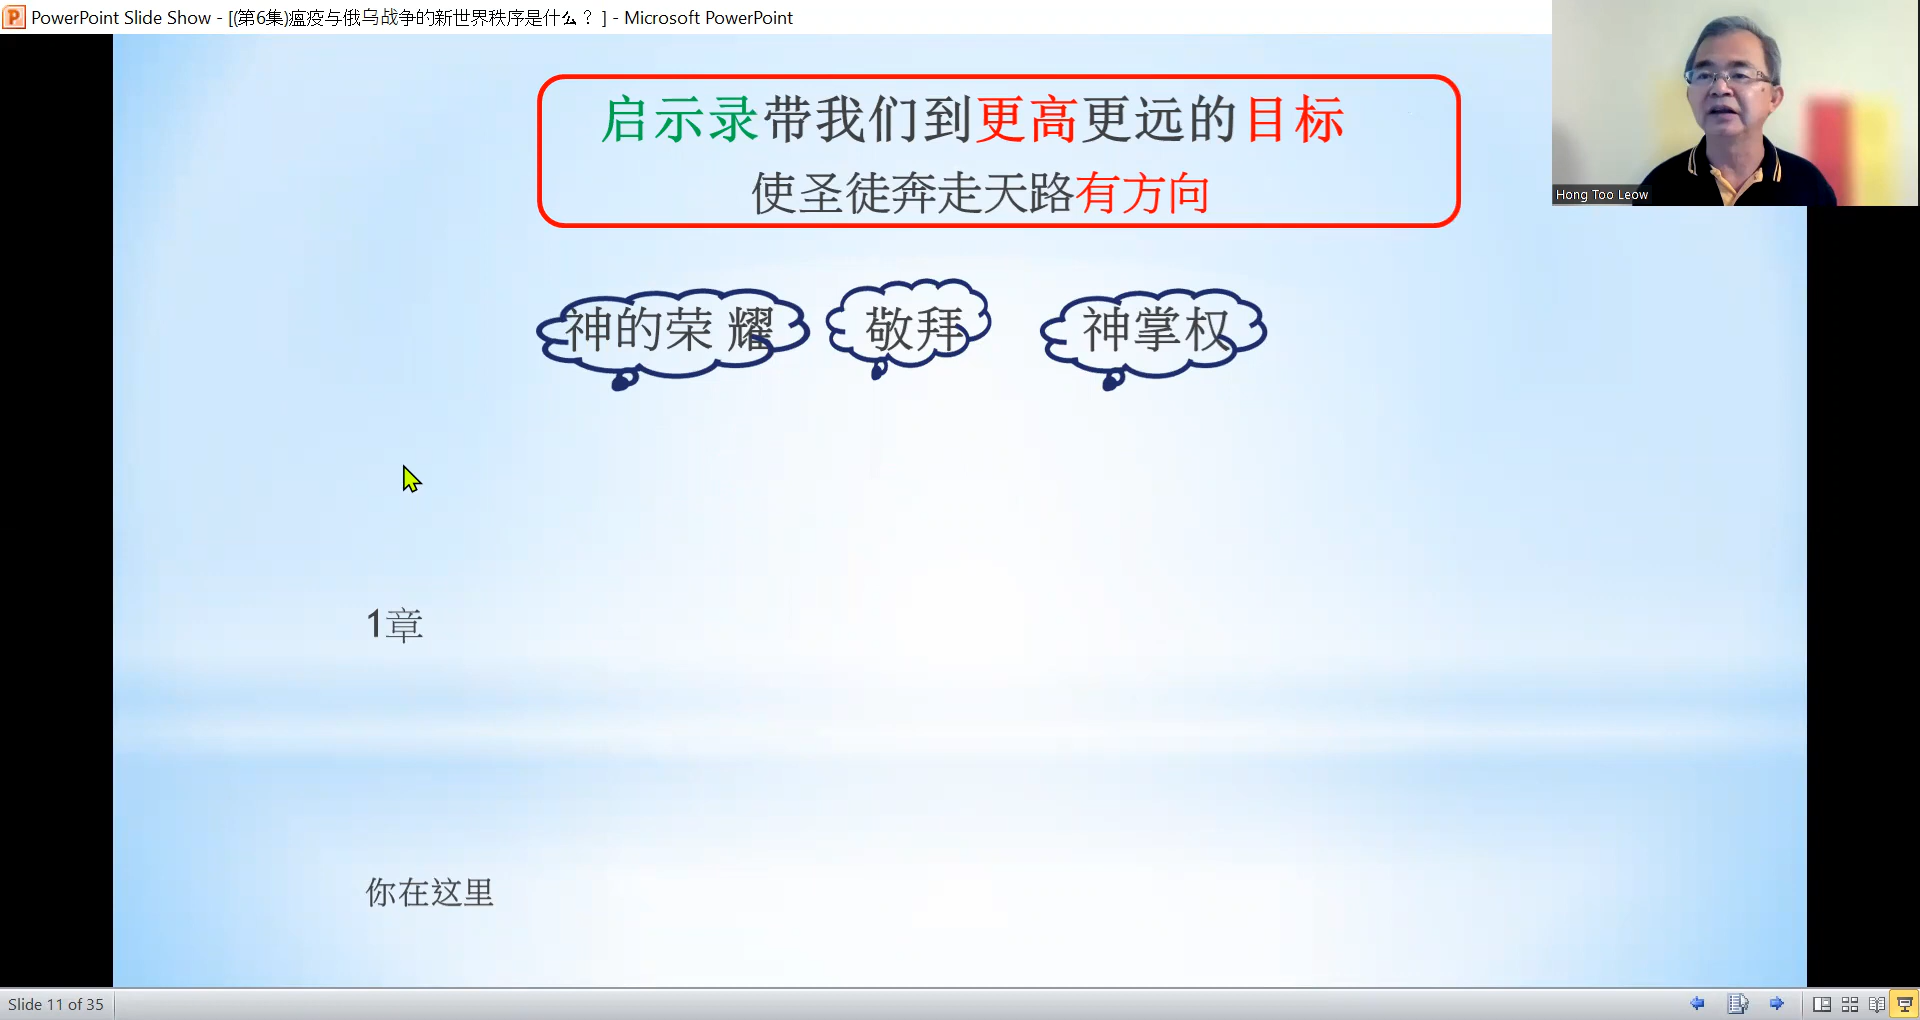 PowerPoint Slide Show - [(第6集)瘟疫与俄乌战争的新世界秩序是什么？ ] - Microsoft PowerPoint
启示录带我们到更高更远的目标
使圣徒奔走天路有方向
Hong Too Leow
神的荣 耀
敬拜
神掌权
1章
你在这里
Slide 11 of 35